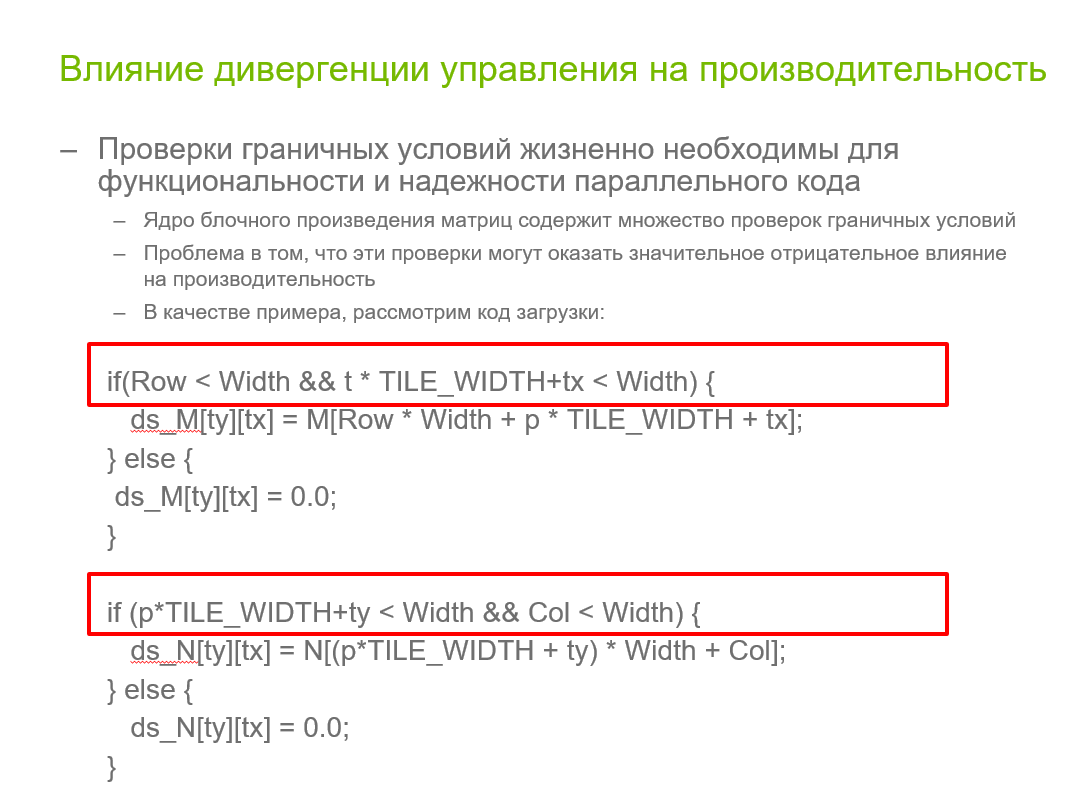 Влияние дивергенции управления на производительность
– Проверки граничных условий жизненно необходимы для
функциональности и надежности параллельного кода
– Ядро блочного произведения матриц содержит множество проверок граничных условий
– Проблема в том, что эти проверки могут оказать значительное отрицательное влияние
на производительность
– В качестве примера, рассмотрим код загрузки:
if(Row < Width && t * TILE_WIDTH+tx < Width) {
ds_M[ty][tx] = M[Row * Width + p * TILE_WIDTH + tx];
} else {
ds_M[ty][tx] = 0.0;
}
if (p*TILE_WIDTH+ty < Width && Col < Width) {
ds_N[ty][tx] = N[(p*TILE_WIDTH + ty) * Width + Col];
} else {
ds_N[ty][tx] = 0.0;
}